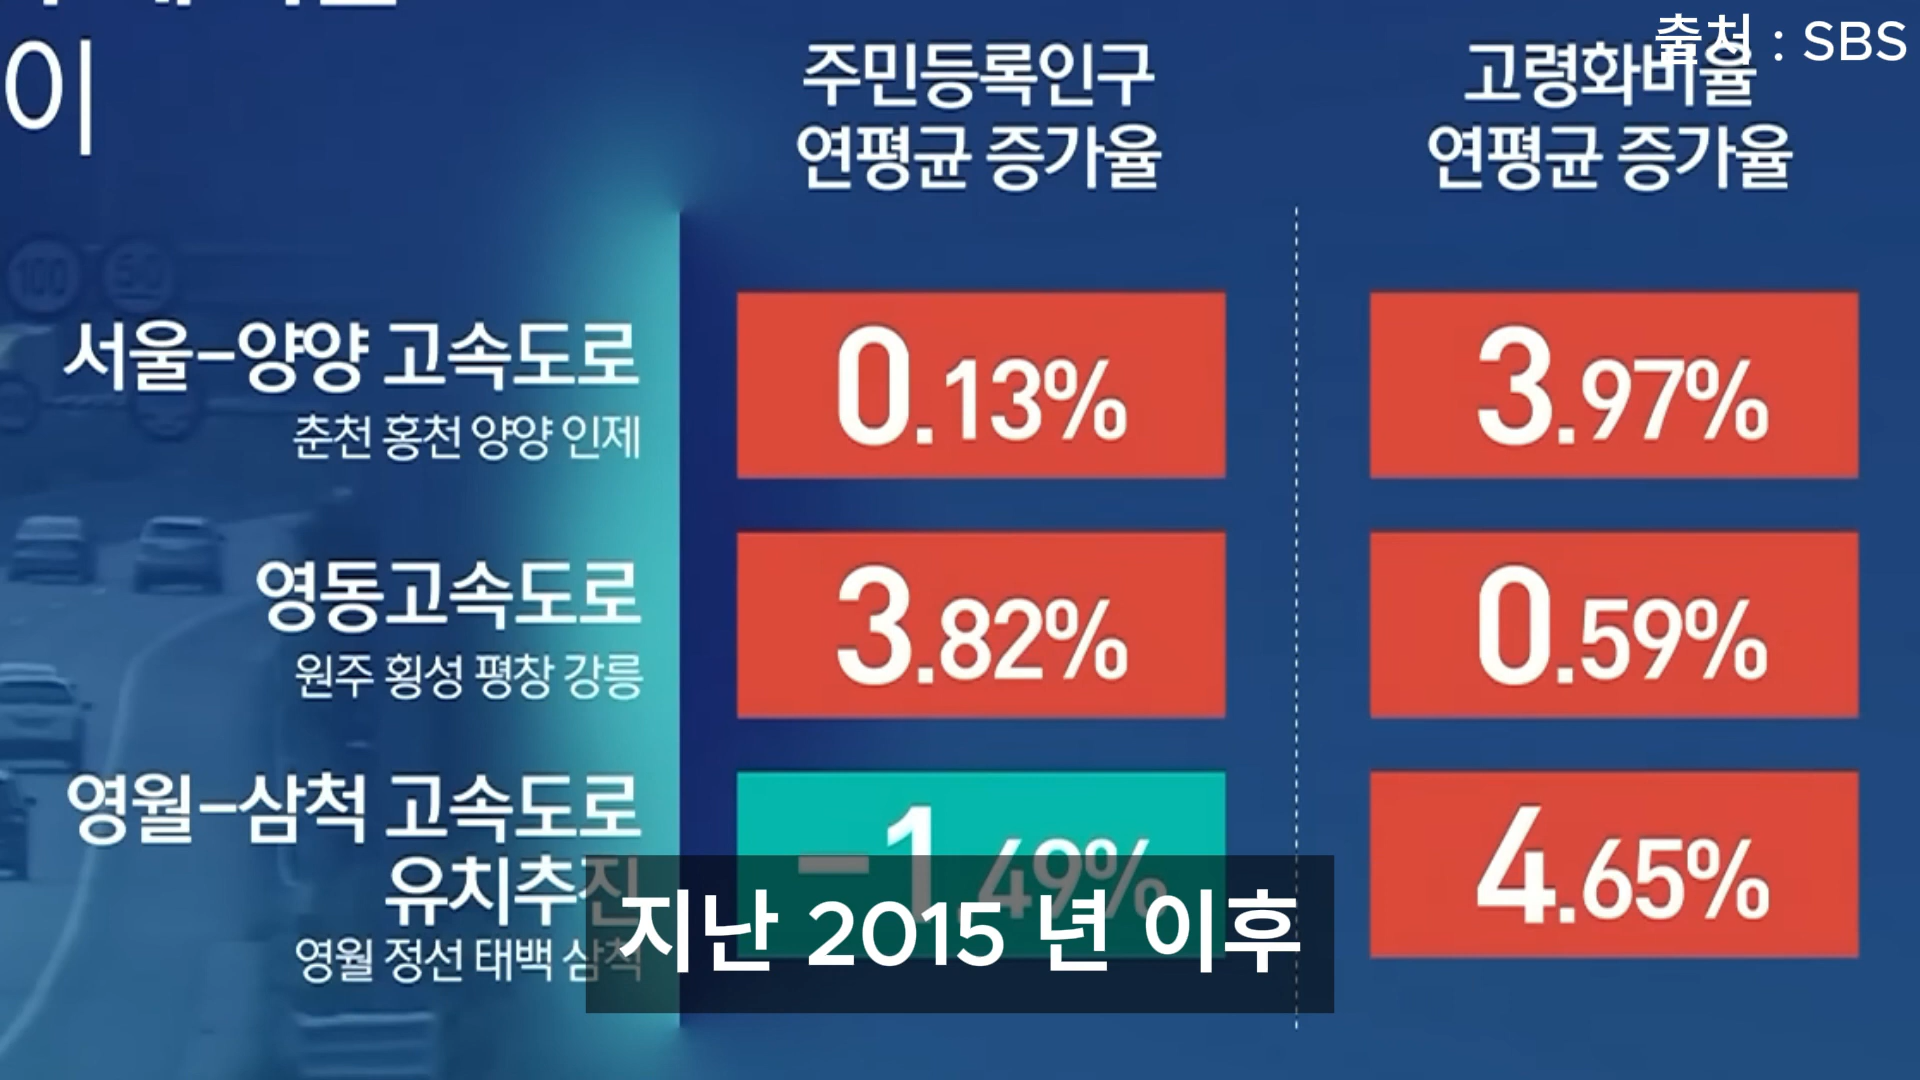 이
출처 : SBS
주민등록인구
연평균 증가율
고령화비율
연평균 증가율
100
50
서울-양양 고속도로
춘천 홍천 양양 인제
0.13%
3.97%
영동고속도로
원주 횡성 평창 강릉
3.82%
0.59%
영월-삼척 고속도로
유치추진
영월 정선 태백 삼척
-1.49%
4.65%
지난 2015 년 이후